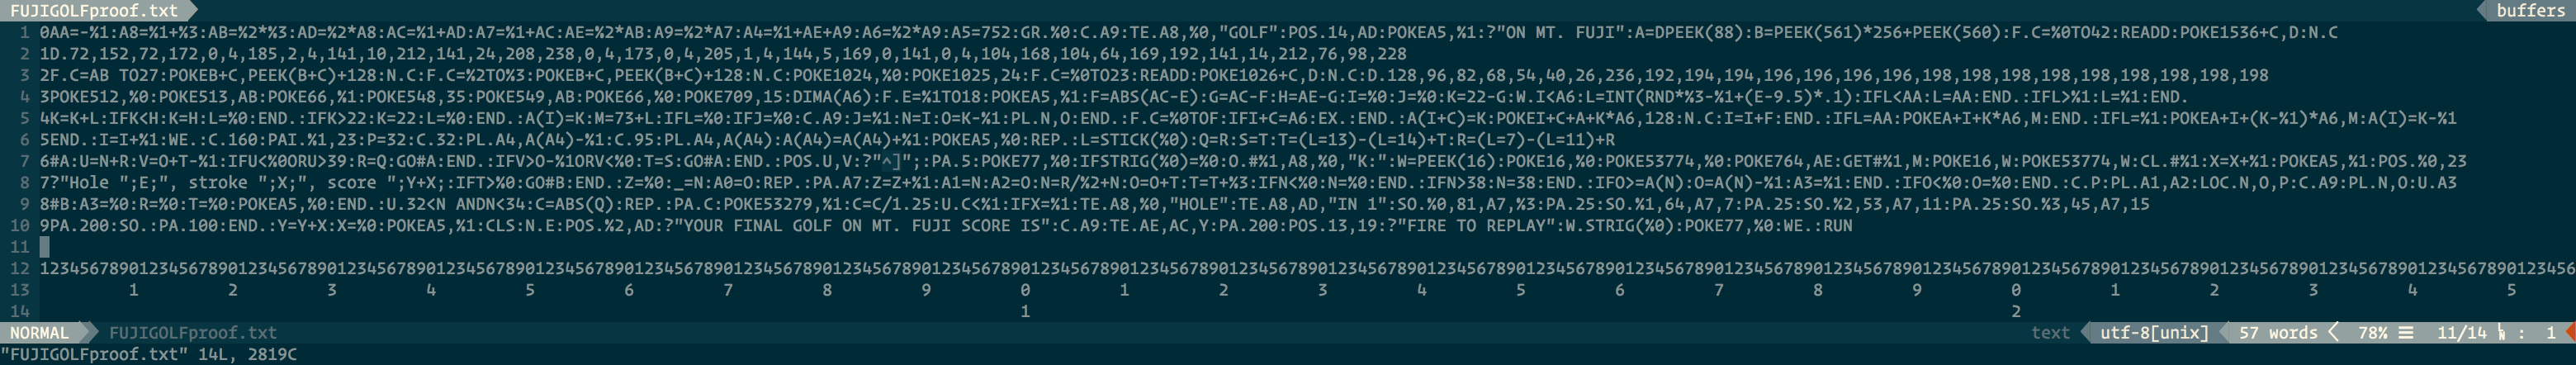 FUJIGOLFproof.txt buffers
1 0AA=-%1:A8=%1+%3:AB=%2*%3:AD=%2*A8:AC=%1+AD:A7=%1+AC:AE=%2*AB:A9=%2*A7:A4=%1+AE+A9:A6=%2*A9:A5=752:GR.%0:C.A9:TE.A8,%0,"GOLF":POS.14,AD:POKEA5,%1:?"ON MT. FUJI":A=DPEEK(88):B=PEEK(561)*256+PEEK(560):F.C=%0TO42:READD:POKE1536+C,D:N.C
2 1D.72,152,72,172,0,4,185,2,4,141,10,212,141,24,208,238,0,4,173,0,4,205,1,4,144,5,169,0,141,0,4,104,168,104,64,169,192,141,14,212,76,98,228
3 2F.C=AB TO27:POKEB+C,PEEK(B+C)+128:N.C:F.C=%2TO%3:POKEB+C,PEEK(B+C)+128:N.C:POKE1024,%0:POKE1025,24:F.C=%0TO23:READD:POKE1026+C,D:N.C:D.128,96,82,68,54,40,26,236,192,194,194,196,196,196,196,198,198,198,198,198,198,198,198,198
4 3POKE512,%0:POKE513,AB:POKE66,%1:POKE548,35:POKE549,AB:POKE66,%0:POKE709,15:DIMA(A6):F.E=%1TO18:POKEA5,%1:F=ABS(AC-E):G=AC-F:H=AE-G:I=%0:J=%0:K=22-G:W.I<A6:L=INT(RND*%3-%1+(E-9.5)*.1):IFL<AA:L=AA:END.:IFL>%1:L=%1:END.
5 4K=K+L:IFK<H:K=H:L=%0:END.:IFK>22:K=22:L=%0:END.:A(I)=K:M=73+L:IFL=%0:IFJ=%0:C.A9:J=%1:N=I:O=K-%1:PL.N,O:END.:F.C=%0TOF:IFI+C=A6:EX.:END.:A(I+C)=K:POKEI+C+A+K*A6,128:N.C:I=I+F:END.:IFL=AA:POKEA+I+K*A6,M:END.:IFL=%1:POKEA+I+(K-%1)*A6,M:A(I)=K-%1
6 5END.:I=I+%1:WE.:C.160:PAI.%1,23:P=32:C.32:PL.A4,A(A4)-%1:C.95:PL.A4,A(A4):A(A4)=A(A4)+%1:POKEA5,%0:REP.:L=STICK(%0):Q=R:S=T:T=(L=13)-(L=14)+T:R=(L=7)-(L=11)+R
7 6#A:U=N+R:V=O+T-%1:IFU<%0ORU>39:R=Q:GO#A:END.:IFV>O-%1ORV<%0:T=S:GO#A:END.:POS.U,V:?"^]";:PA.5:POKE77,%0:IFSTRIG(%0)=%0:O.#%1,A8,%0,"K:":W=PEEK(16):POKE16,%0:POKE53774,%0:POKE764,AE:GET#%1,M:POKE16,W:POKE53774,W:CL.#%1:X=X+%1:POKEA5,%1:POS.%0,23
8 7?"Hole ";E;", stroke ";X;", score ";Y+X;:IFT>%0:GO#B:END.:Z=%0:_=N:A0=O:REP.:PA.A7:Z=Z+%1:A1=N:A2=O:N=R/%2+N:O=O+T:T=T+%3:IFN<%0:N=%0:END.:IFN>38:N=38:END.:IFO>=A(N):O=A(N)-%1:A3=%1:END.:IFO<%0:O=%0:END.:C.P:PL.A1,A2:LOC.N,O,P:C.A9:PL.N,O:U.A3
9 8#B:A3=%0:R=%0:T=%0:POKEA5,%0:END.:U.32<N ANDN<34:C=ABS(Q):REP.:PA.C:POKE53279,%1:C=C/1.25:U.C<%1:IFX=%1:TE.A8,%0,"HOLE":TE.A8,AD,"IN 1":SO.%0,81,A7,%3:PA.25:SO.%1,64,A7,7:PA.25:SO.%2,53,A7,11:PA.25:SO.%3,45,A7,15
10 9PA.200:SO.:PA.100:END.:Y=Y+X:X=%0:POKEA5,%1:CLS:N.E:POS.%2,AD:?"YOUR FINAL GOLF ON MT. FUJI SCORE IS":C.A9:TE.AE,AC,Y:PA.200:POS.13,19:?"FIRE TO REPLAY":W.STRIG(%0):POKE77,%0:WE.:RUN
11
12 1234567890123456789012345678901234567890123456789012345678901234567890123456789012345678901234567890123456789012345678901234567890123456789012345678901234567890123456789012345678901234567890123456789012345678901234567890123456789012345678901234567890123456
13 1 2 3 4 5 6 7 8 9 0 1 2 3 4 5 6 7 8 9 0 1 2 3 4 5
14 1 2
NORMAL FUJIGOLFproof.txt text utf-8[unix] 57 words 78% ☰ 11/14 : 1
"FUJIGOLFproof.txt" 14L, 2819C